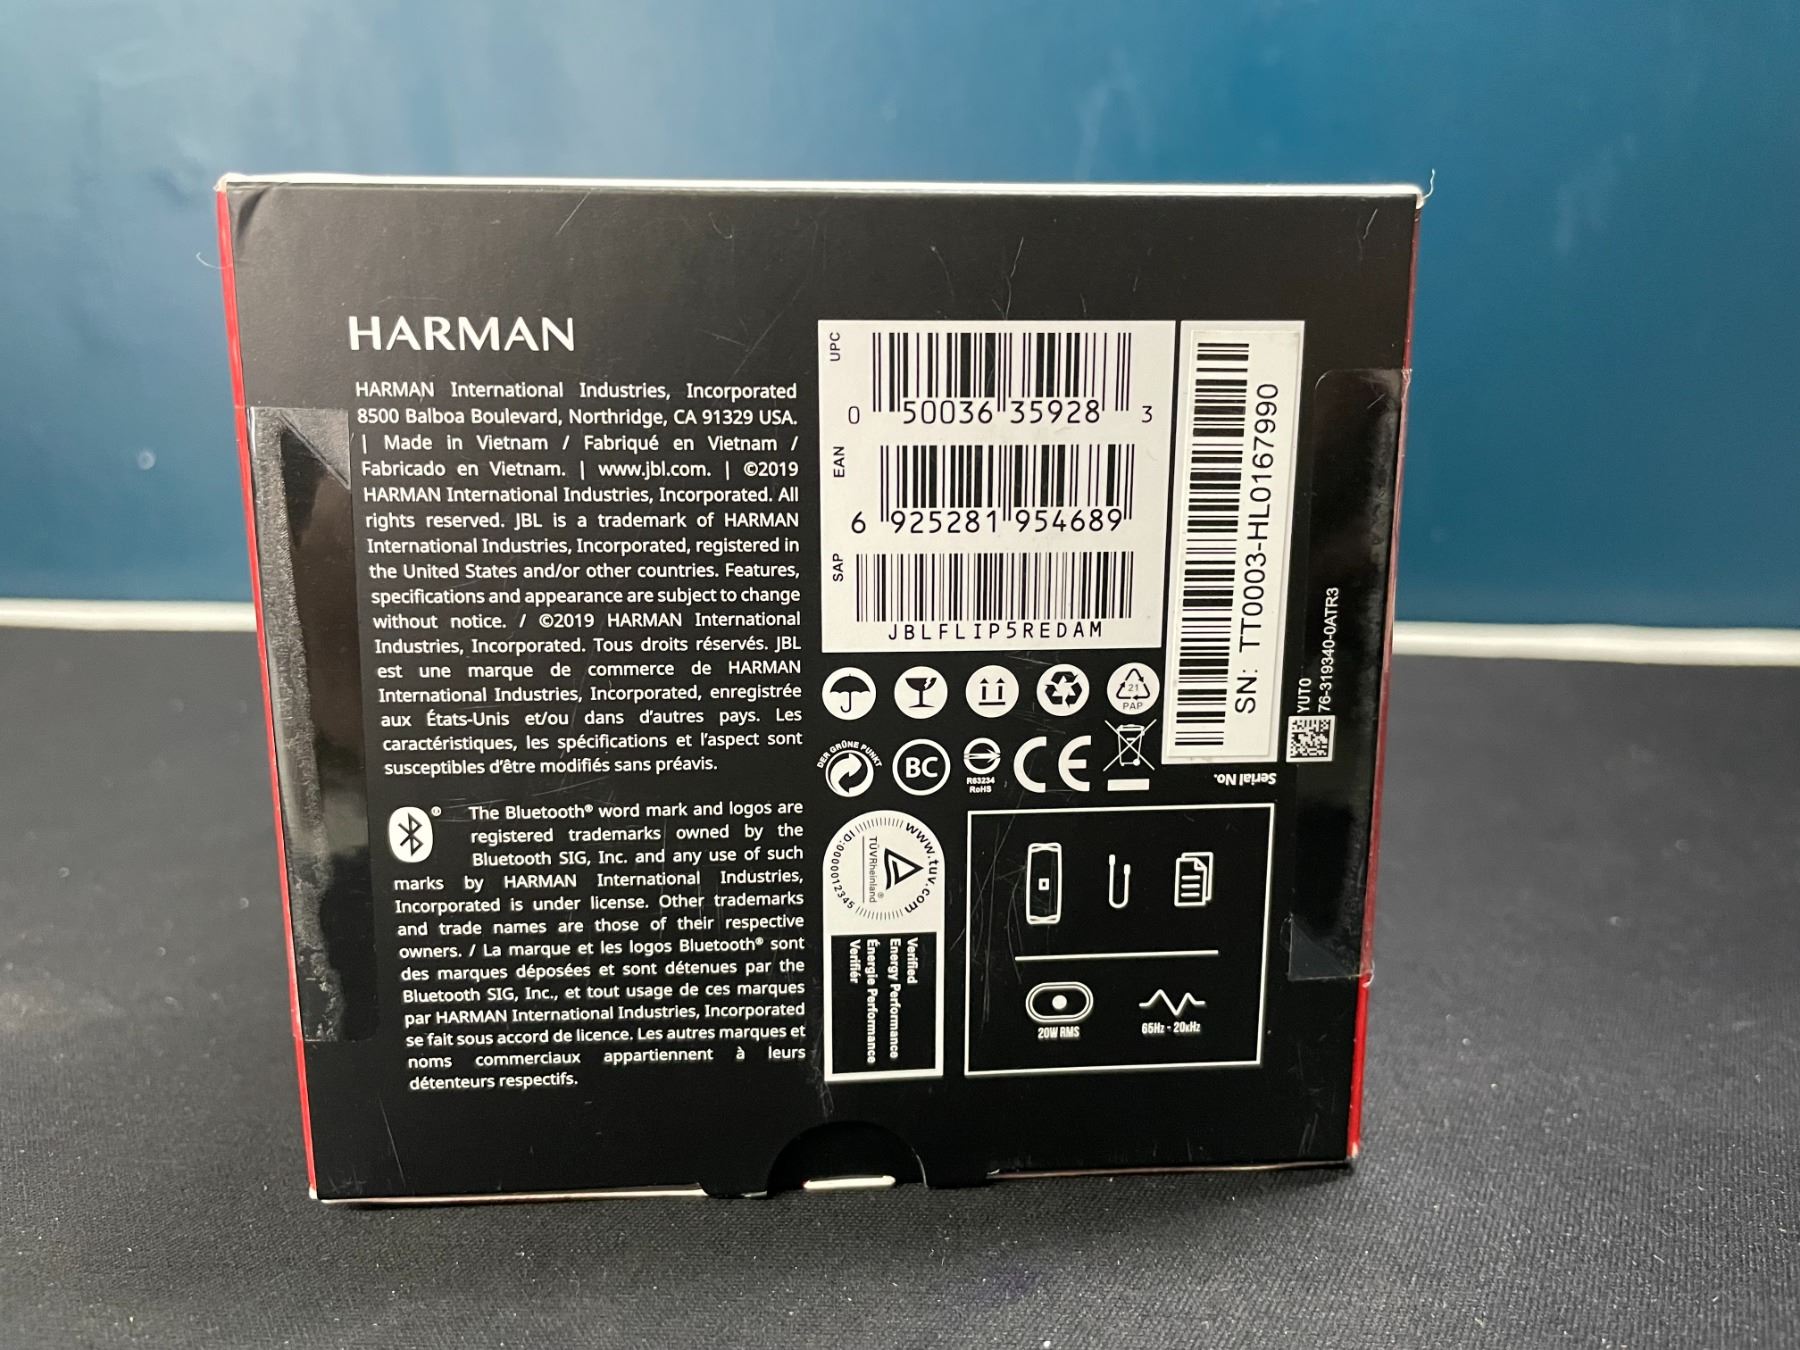 HARMAN
HARMAN International Industries, Incorporated
8500 Balboa Boulevard, Northridge, CA 91329 USA.
| Made in Vietnam / Fabriqué en Vietnam /
Fabricado en Vietnam. | www.jbl.com. | ©2019
HARMAN International Industries, Incorporated. All
rights reserved. JBL is a trademark of HARMAN
International Industries, Incorporated, registered in
the United States and/or other countries. Features,
specifications and appearance are subject to change
without notice. / ©2019 HARMAN International
Industries, Incorporated. Tous droits réservés. JBL
est une marque de commerce de HARMAN
International Industries, Incorporated, enregistrée
aux États-Unis et/ou dans d'autres pays. Les
caractéristiques, les spécifications et l'aspect sont
susceptibles d'être modifiés sans préavis.
The Bluetooth® word mark and logos are
registered trademarks owned by the
Bluetooth SIG, Inc. and any use of such
marks by HARMAN International Industries,
Incorporated is under license. Other trademarks
and trade names are those of their respective
owners. / La marque et les logos Bluetooth® sont
des marques déposées et sont détenues par the
Bluetooth SIG, Inc., et tout usage de ces marques
par HARMAN International Industries, Incorporated
se fait sous accord de licence. Les autres marques et
noms commerciaux appartiennent à leurs
détenteurs respectifs.
UPC
0 50036 35928 3
EAN
6 925281 954689
SAP
JBLFLIP5REDAM
SN: TT0003-HL0167990
Serial No.
YUTO
76-319340-0ATR3
21
PAP
DER GRÜNE PUNKT
BC
R63234
RoHS
CE
www.tuv.com
TÜVRheinland®
ID:0000012345
Verified
Energy Performance
Énergie Performance
Verifiér
20W RMS
65Hz - 20kHz